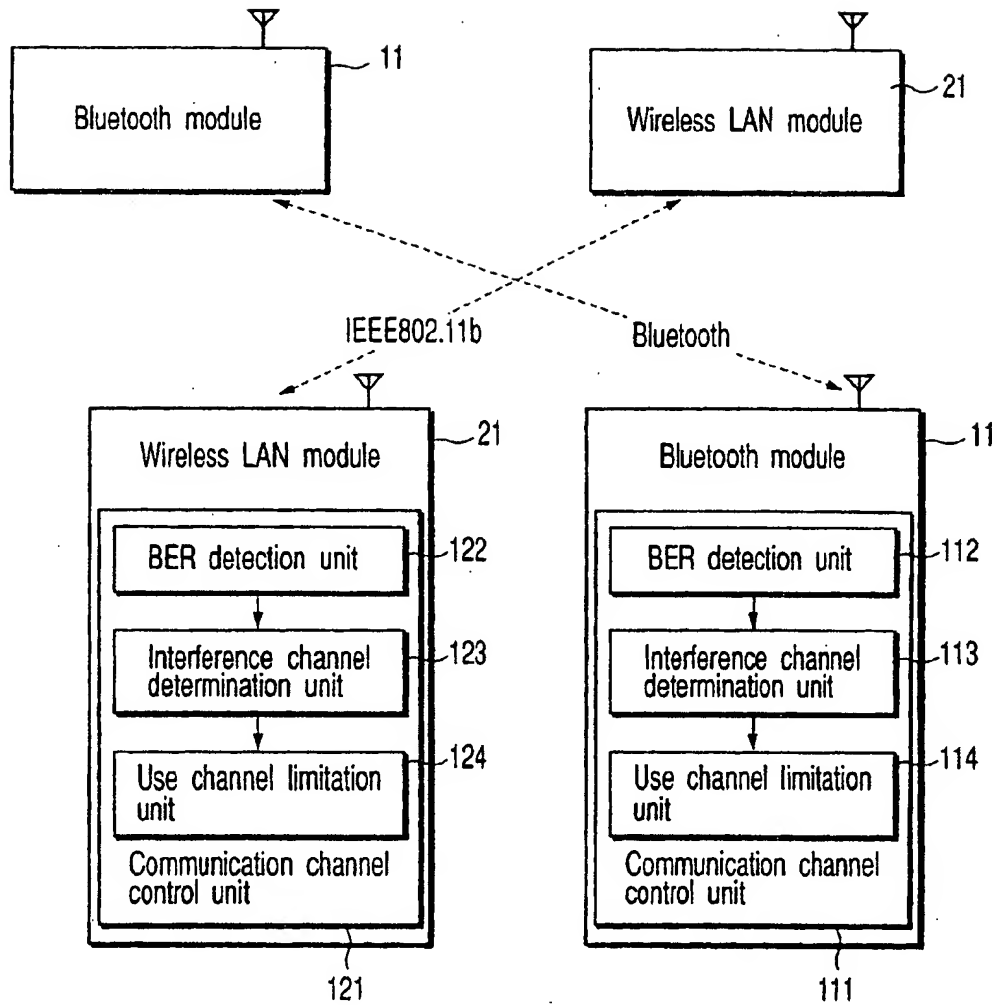 11
Bluetooth module
21
Wireless LAN module
IEEE802.11b
Bluetooth
21
Wireless LAN module
BER detection unit
122
Interference channel
determination unit
123
Use channel limitation
unit
124
Communication channel
control unit
121
11
Bluetooth module
BER detection unit
112
Interference channel
determination unit
113
Use channel limitation
unit
114
Communication channel
control unit
111